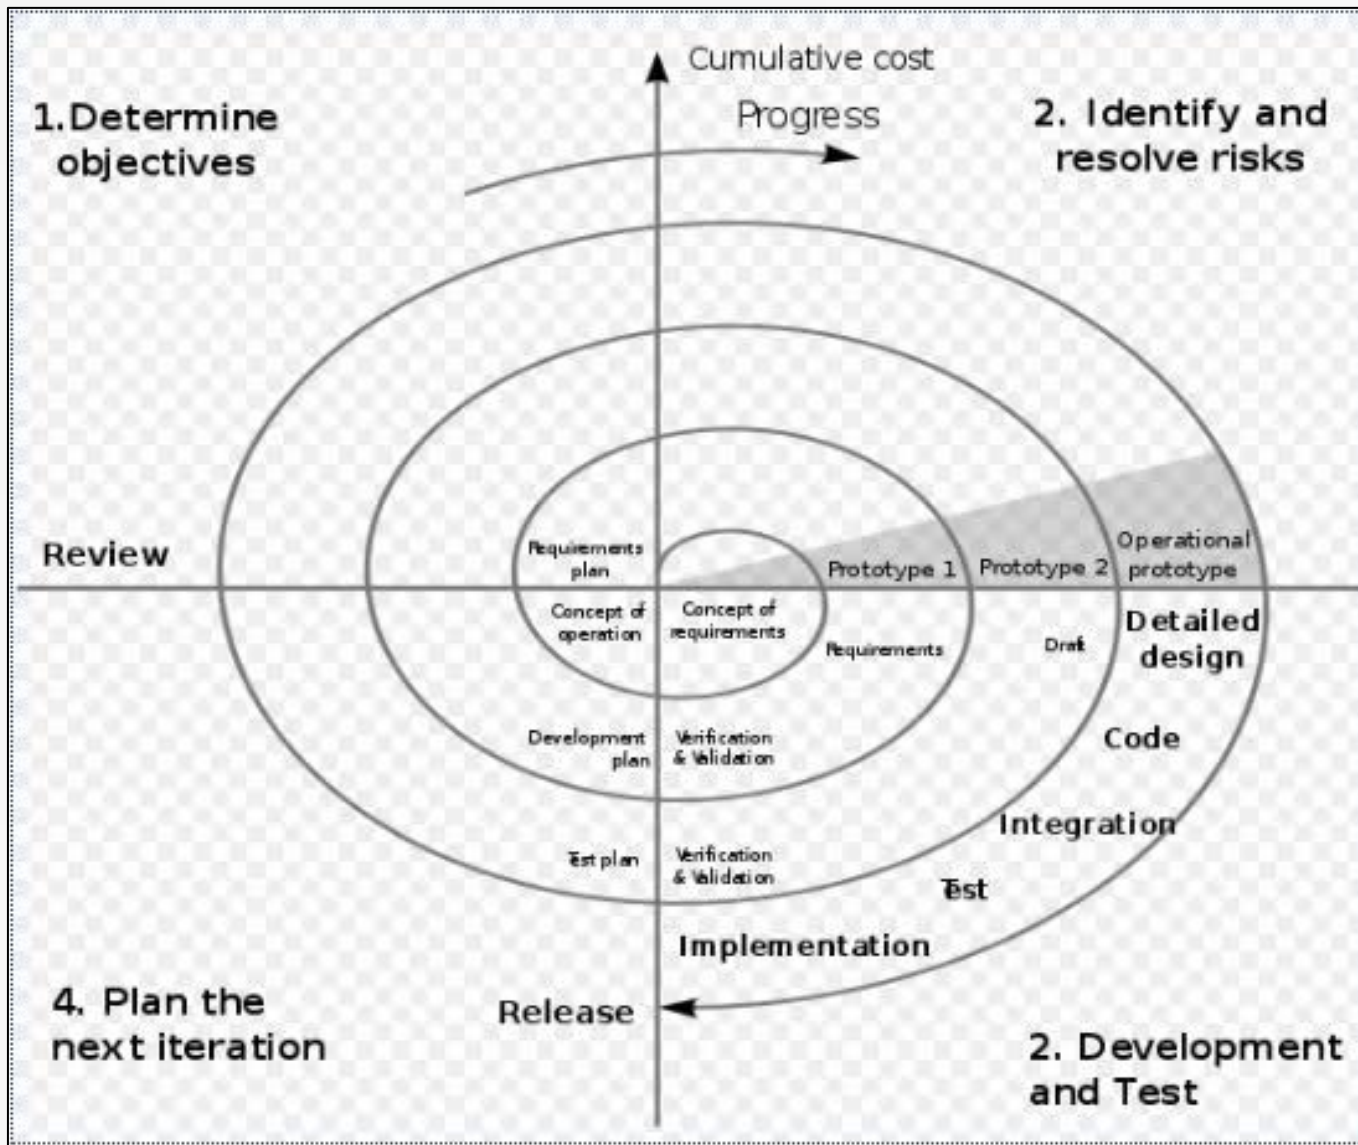 Cumulative cost
Progress
1.Determine
objectives
2. Identify and
resolve risks
Review
Requirements
plan
Concept of
operation
Concept of
requirements
Prototype 1
Prototype 2
Operational
prototype
Requirements
Draft
Detailed
design
Code
Integration
Test
Implementation
Development
plan
Verification
& Validation
Test plan
Verification
& Validation
Release
4. Plan the
next iteration
2. Development
and Test